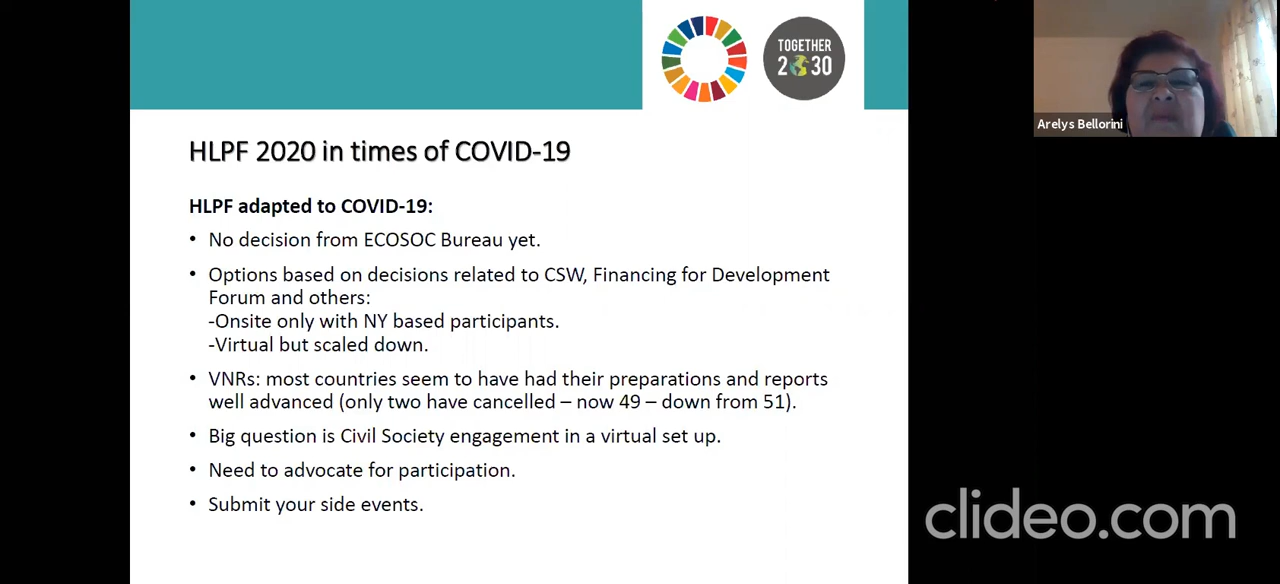 TOGETHER
2030
Arelys Bellorini
HLPF 2020 in times of COVID-19
HLPF adapted to COVID-19:
• No decision from ECOSOC Bureau yet.
• Options based on decisions related to CSW, Financing for Development
Forum and others:
-Onsite only with NY based participants.
-Virtual but scaled down.
• VNRs: most countries seem to have had their preparations and reports
well advanced (only two have cancelled – now 49 – down from 51).
• Big question is Civil Society engagement in a virtual set up.
• Need to advocate for participation.
• Submit your side events.
clideo.com